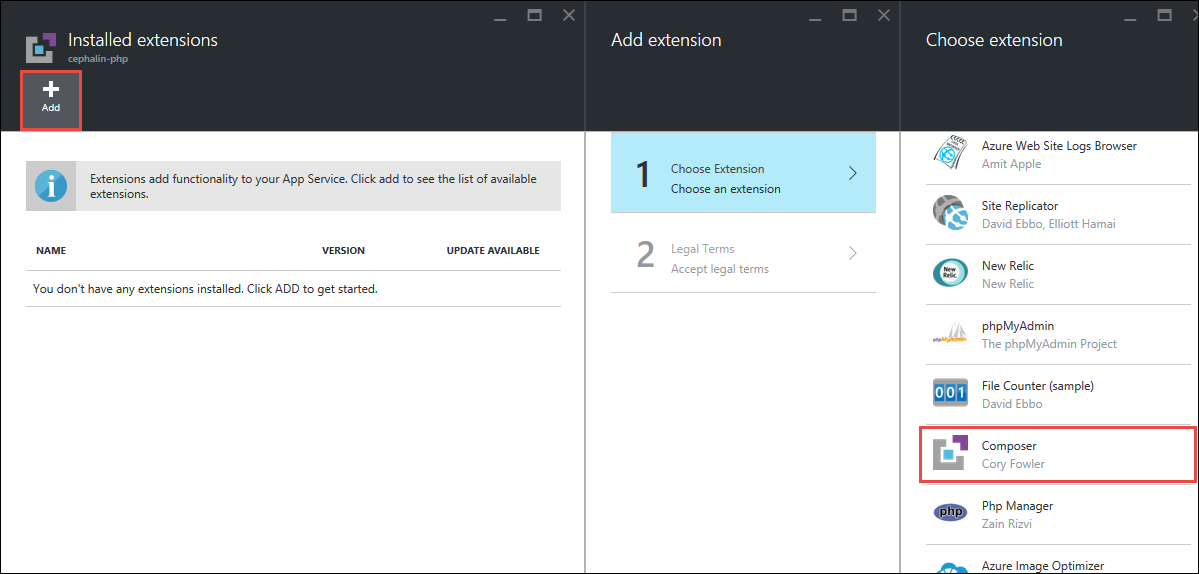 Installed extensions
cephalin-php
Add
Extensions add functionality to your App Service. Click add to see the list of available
extensions.
NAME VERSION UPDATE AVAILABLE
You don't have any extensions installed. Click ADD to get started.
Add extension
1
Choose Extension
Choose an extension
2
Legal Terms
Accept legal terms
Choose extension
Azure Web Site Logs Browser
Amit Apple
Site Replicator
David Ebbo, Elliott Hamai
New Relic
New Relic
New
Relic
phpMyAdmin
phpMyAdmin
The phpMyAdmin Project
001
File Counter (sample)
David Ebbo
Composer
Cory Fowler
php
Php Manager
Zain Rizvi
Azure Image Optimizer